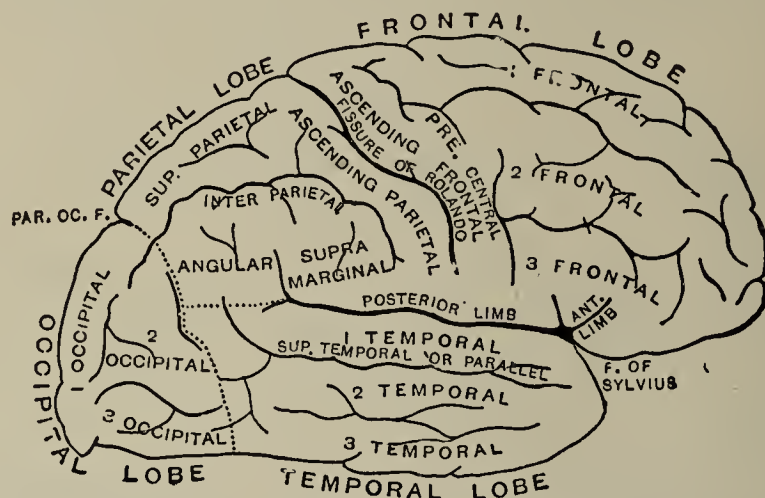 FRONTAL LOBE
PARIETAL LOBE
1 FRONTAL
ASCENDING FRONTAL
PRE. CENTRAL
FISSURE OF ROLANDO
ASCENDING PARIETAL
SUP. PARIETAL
2 FRONTAL
INTER PARIETAL
PAR. OC. F.
ANGULAR
SUPRA
MARGINAL
3 FRONTAL
POSTERIOR LIMB
ANT.
LIMB
1 OCCIPITAL
2
OCCIPITAL
1 TEMPORAL
SUP. TEMPORAL OR PARALLEL
F. OF
SYLVIUS
2 TEMPORAL
3 OCCIPITAL
3 TEMPORAL
OCCIPITAL LOBE
TEMPORAL LOBE